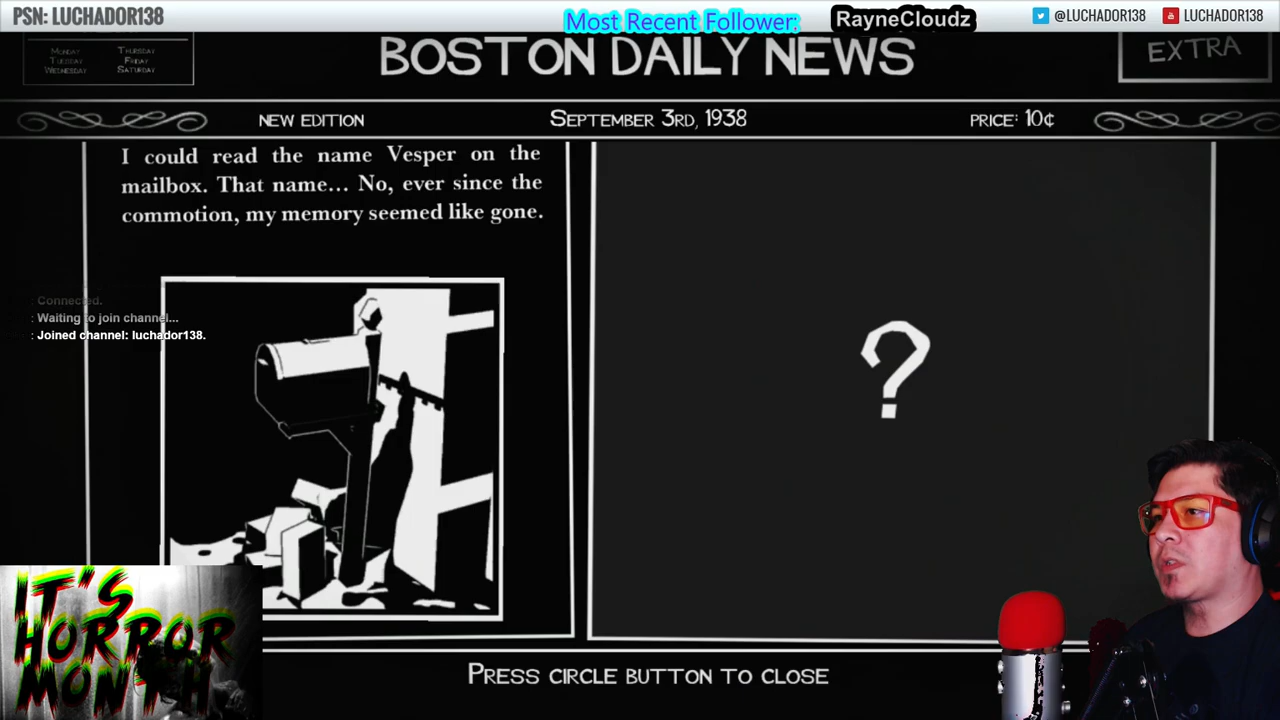 PSN: LUCHADOR138
Most Recent Follower:
RayneCloudz
@LUCHADOR138
LUCHADOR138
MONDAY
TUESDAY
WEDNESDAY
THURSDAY
FRIDAY
SATURDAY
BOSTON DAILY NEWS
EXTRA
NEW EDITION
SEPTEMBER 3RD, 1938
PRICE: 10¢
I could read the name Vesper on the
mailbox. That name... No, ever since the
commotion, my memory seemed like gone.
?
: Connected.
: Waiting to join channel...
: Joined channel: luchador138.
IT'S
HORROR
MONTH
PRESS CIRCLE BUTTON TO CLOSE